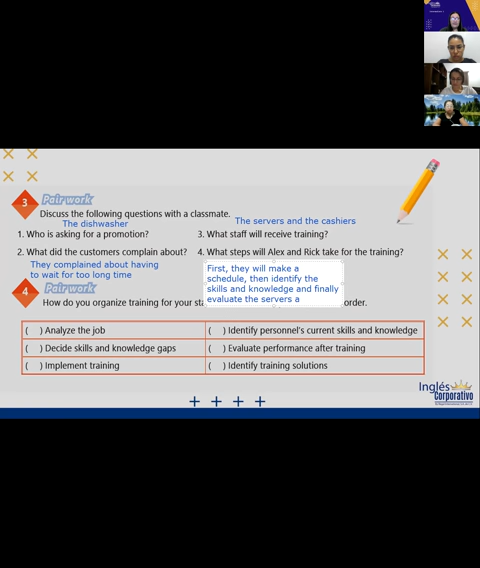 3 Pair work
Discuss the following questions with a classmate.
The dishwasher
The servers and the cashiers
1. Who is asking for a promotion?
3. What staff will receive training?
2. What did the customers complain about?
4. What steps will Alex and Rick take for the training?
They complained about having
to wait for too long time
First, they will make a
schedule, then identify the
skills and knowledge and finally
evaluate the servers a
4 Pair work
How do you organize training for your order.
( ) Analyze the job
( ) Identify personnel's current skills and knowledge
( ) Decide skills and knowledge gaps
( ) Evaluate performance after training
( ) Implement training
( ) Identify training solutions
Inglés
Corporativo